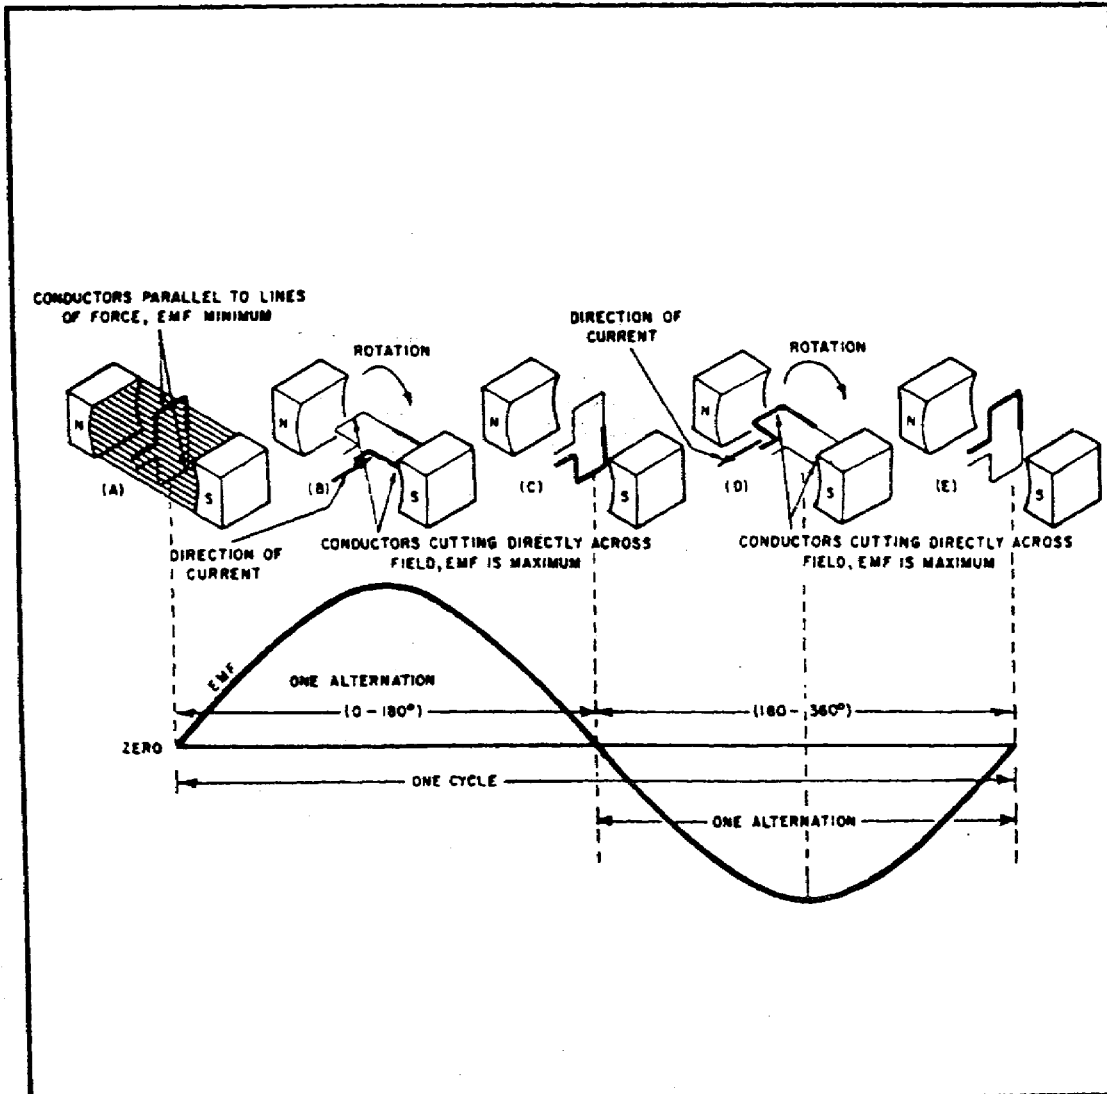 CONDUCTORS PARALLEL TO LINES
OF FORCE, EMF MINIMUM
DIRECTION OF
CURRENT
ROTATION
ROTATION
N
S
(A)
N
S
(B)
N
S
(C)
N
S
(D)
N
S
(E)
DIRECTION OF
CURRENT
CONDUCTORS CUTTING DIRECTLY ACROSS
FIELD, EMF IS MAXIMUM
CONDUCTORS CUTTING DIRECTLY ACROSS
FIELD, EMF IS MAXIMUM
EMF
ONE ALTERNATION
(0-180°)
(180-360°)
ZERO
ONE CYCLE
ONE ALTERNATION